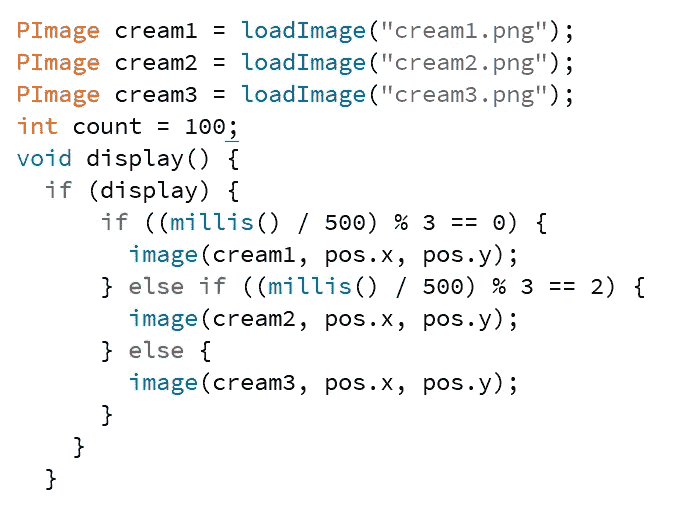 PImage cream1 = loadImage("cream1.png");
PImage cream2 = loadImage("cream2.png");
PImage cream3 = loadImage("cream3.png");
int count = 100;
void display() {
  if (display) {
      if ((millis() / 500) % 3 == 0) {
        image(cream1, pos.x, pos.y);
      } else if ((millis() / 500) % 3 == 2) {
        image(cream2, pos.x, pos.y);
      } else {
        image(cream3, pos.x, pos.y);
      }
    }
  }